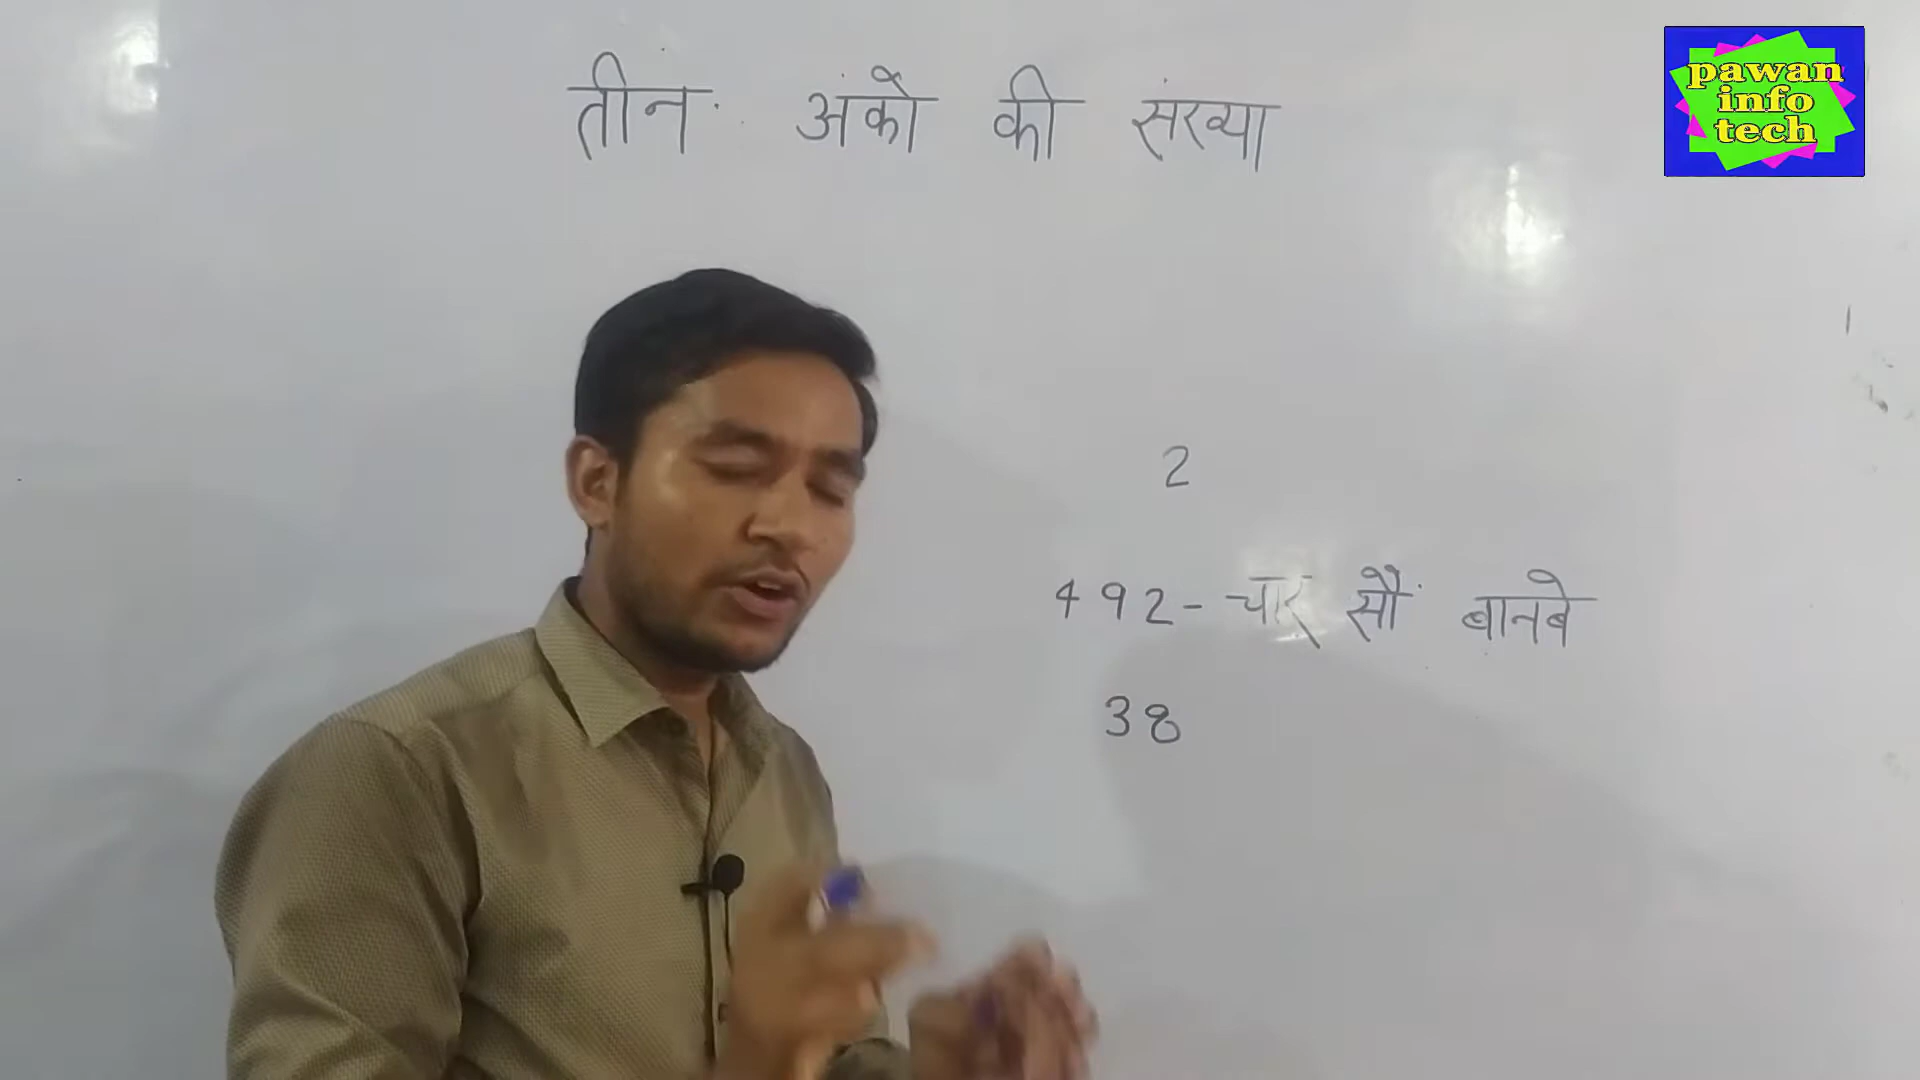 तीन अंको की संख्या
pawan
info
tech
2
492 - चार सौ बानबे
38